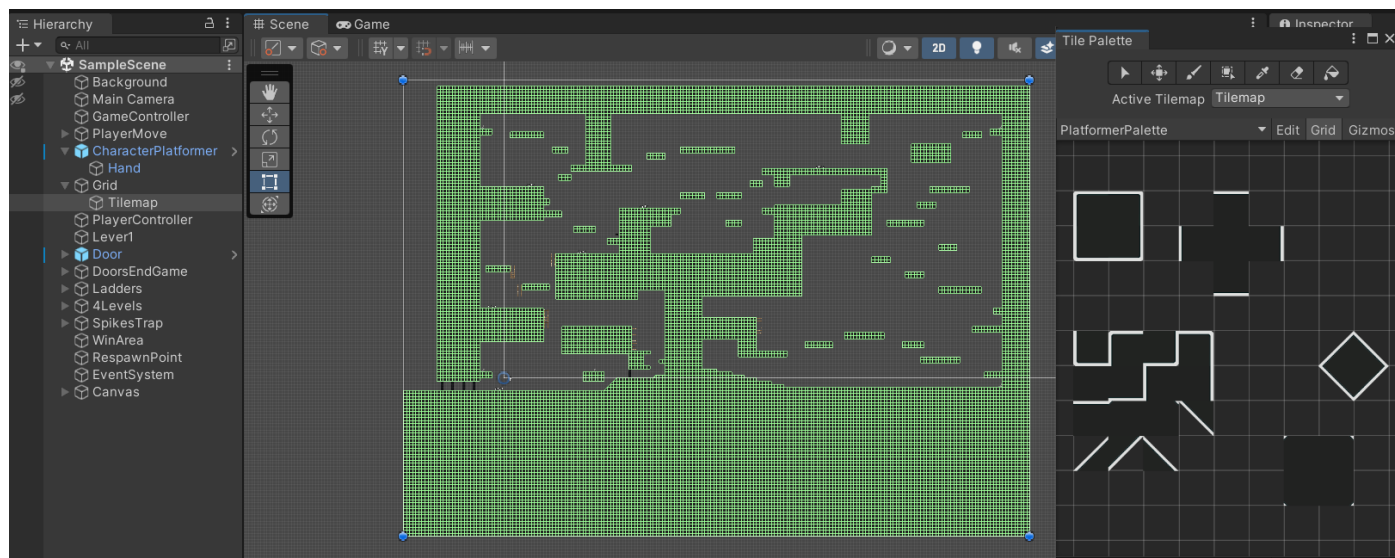 Hierarchy
Scene
Game
Inspector
All
2D
Tile Palette
SampleScene
Background
Main Camera
GameController
PlayerMove
CharacterPlatformer
Hand
Grid
Tilemap
PlayerController
Lever1
Door
DoorsEndGame
Ladders
4Levels
SpikesTrap
WinArea
RespawnPoint
EventSystem
Canvas
Active Tilemap Tilemap
PlatformerPalette Edit Grid Gizmos